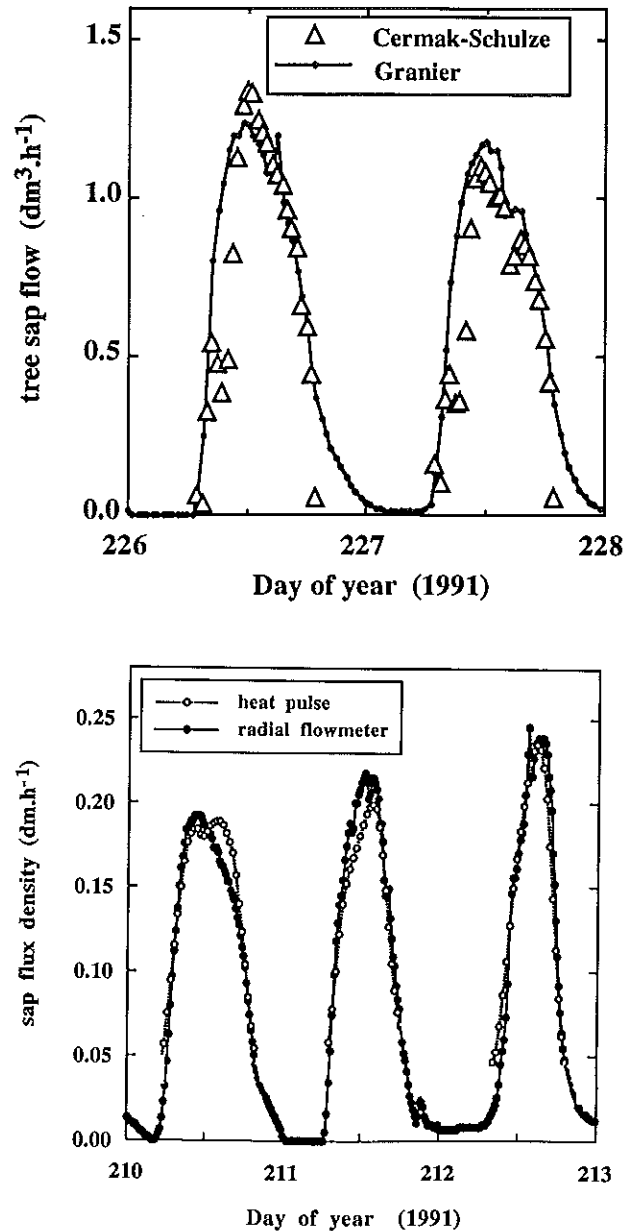 1.5
Cermak-Schulze
Granier
1.0
0.5
0.0
tree sap flow (dm³.h⁻¹)
226
227
228
Day of year (1991)
heat pulse
radial flowmeter
0.25
0.20
0.15
0.10
0.05
0.00
sap flux density (dm.h⁻¹)
210
211
212
213
Day of year (1991)